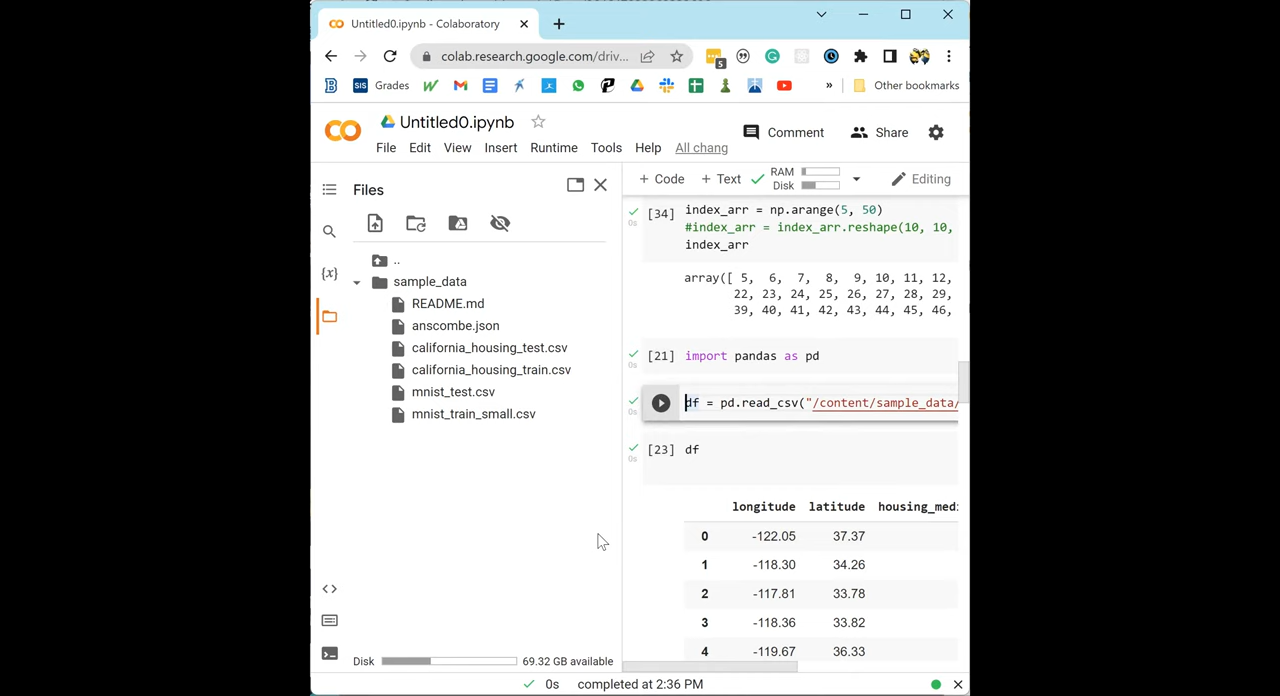 Untitled0.ipynb - Colaboratory
colab.research.google.com/driv...
5
SIS Grades
Other bookmarks
Untitled0.ipynb
Comment
Share
File Edit View Insert Runtime Tools Help All chang
Files
+ Code + Text
RAM
Disk
Editing
..
sample_data
README.md
anscombe.json
california_housing_test.csv
california_housing_train.csv
mnist_test.csv
mnist_train_small.csv
{x}
Disk
69.32 GB available
0s
[34] index_arr = np.arange(5, 50)
#index_arr = index_arr.reshape(10, 10,
index_arr
array([ 5, 6, 7, 8, 9, 10, 11, 12,
22, 23, 24, 25, 26, 27, 28, 29,
39, 40, 41, 42, 43, 44, 45, 46,
[21] import pandas as pd
0s
df = pd.read_csv("/content/sample_data/
0s
[23] df
0s
longitude latitude housing_med
0 -122.05 37.37
1 -118.30 34.26
2 -117.81 33.78
3 -118.36 33.82
4 -119.67 36.33
0s completed at 2:36 PM